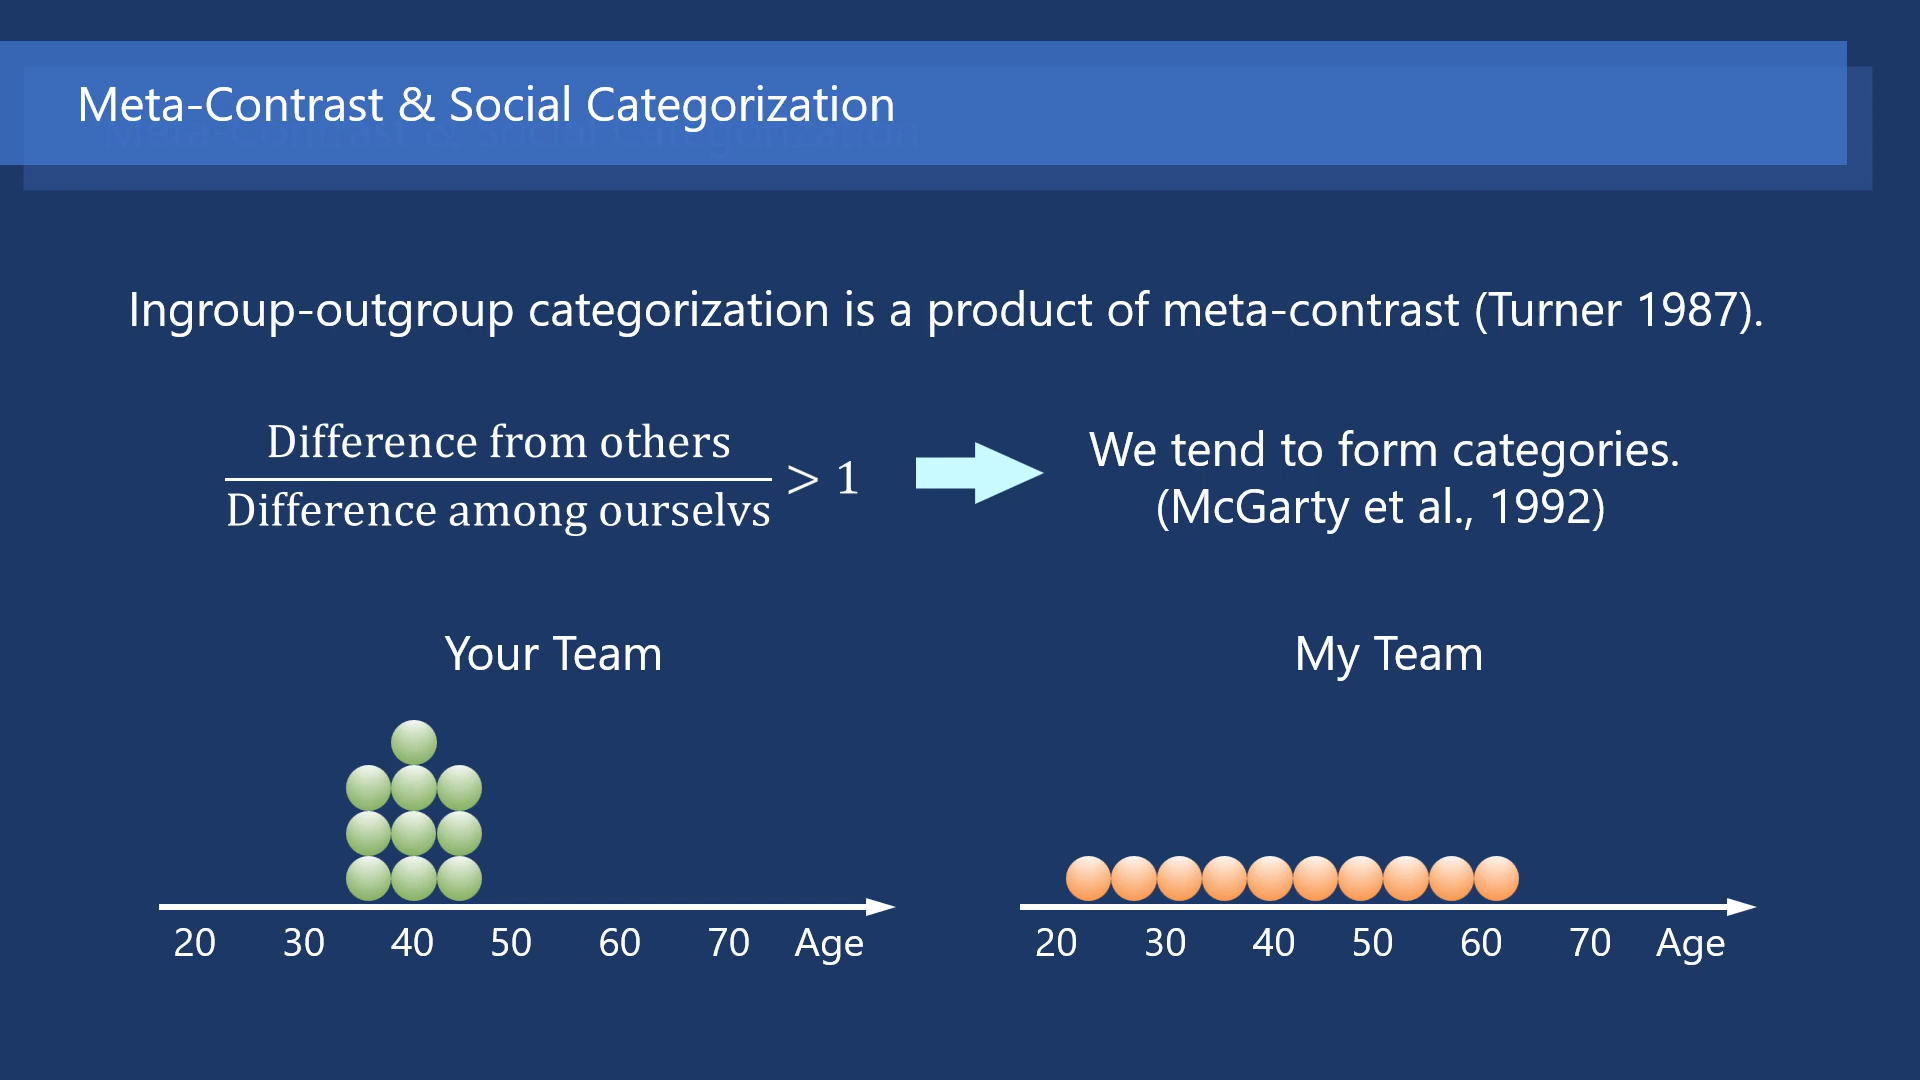 Meta-Contrast & Social Categorization
Ingroup-outgroup categorization is a product of meta-contrast (Turner 1987).
Difference from others
Difference among ourselvs
> 1
We tend to form categories.
(McGarty et al., 1992)
Your Team
20 30 40 50 60 70 Age
My Team
20 30 40 50 60 70 Age